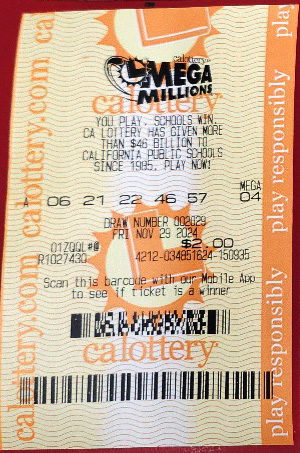 calottery
MEGA
MILLIONS
calottery
YOU PLAY. SCHOOLS WIN.
CA LOTTERY HAS GIVEN MORE
THAN $46 BILLION TO
CALIFORNIA PUBLIC SCHOOLS
SINCE 1985. PLAY NOW!
MEGA
A 06 21 22 46 57 04
DRAW NUMBER 002029
FRI NOV 29 2024
$2.00
R1027430 4212-034851624-150935
Scan this barcode with our Mobile App
to see if ticket is a winner
calottery
calottery.com calottery.com
play responsibly play responsibly